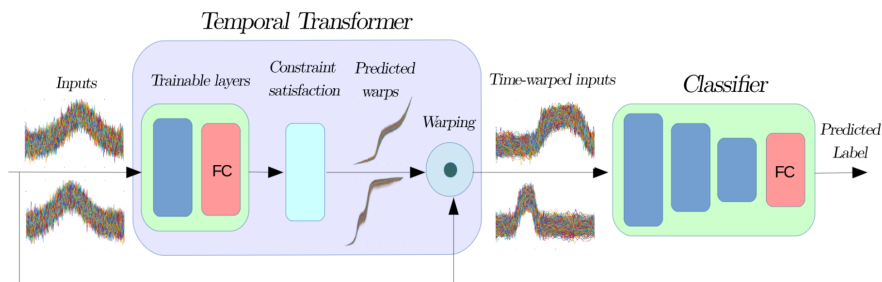 Temporal Transformer
Inputs
Trainable layers
Constraint
satisfaction
Predicted
warps
Warping
Time-warped inputs
Classifier
Predicted
Label
FC
FC